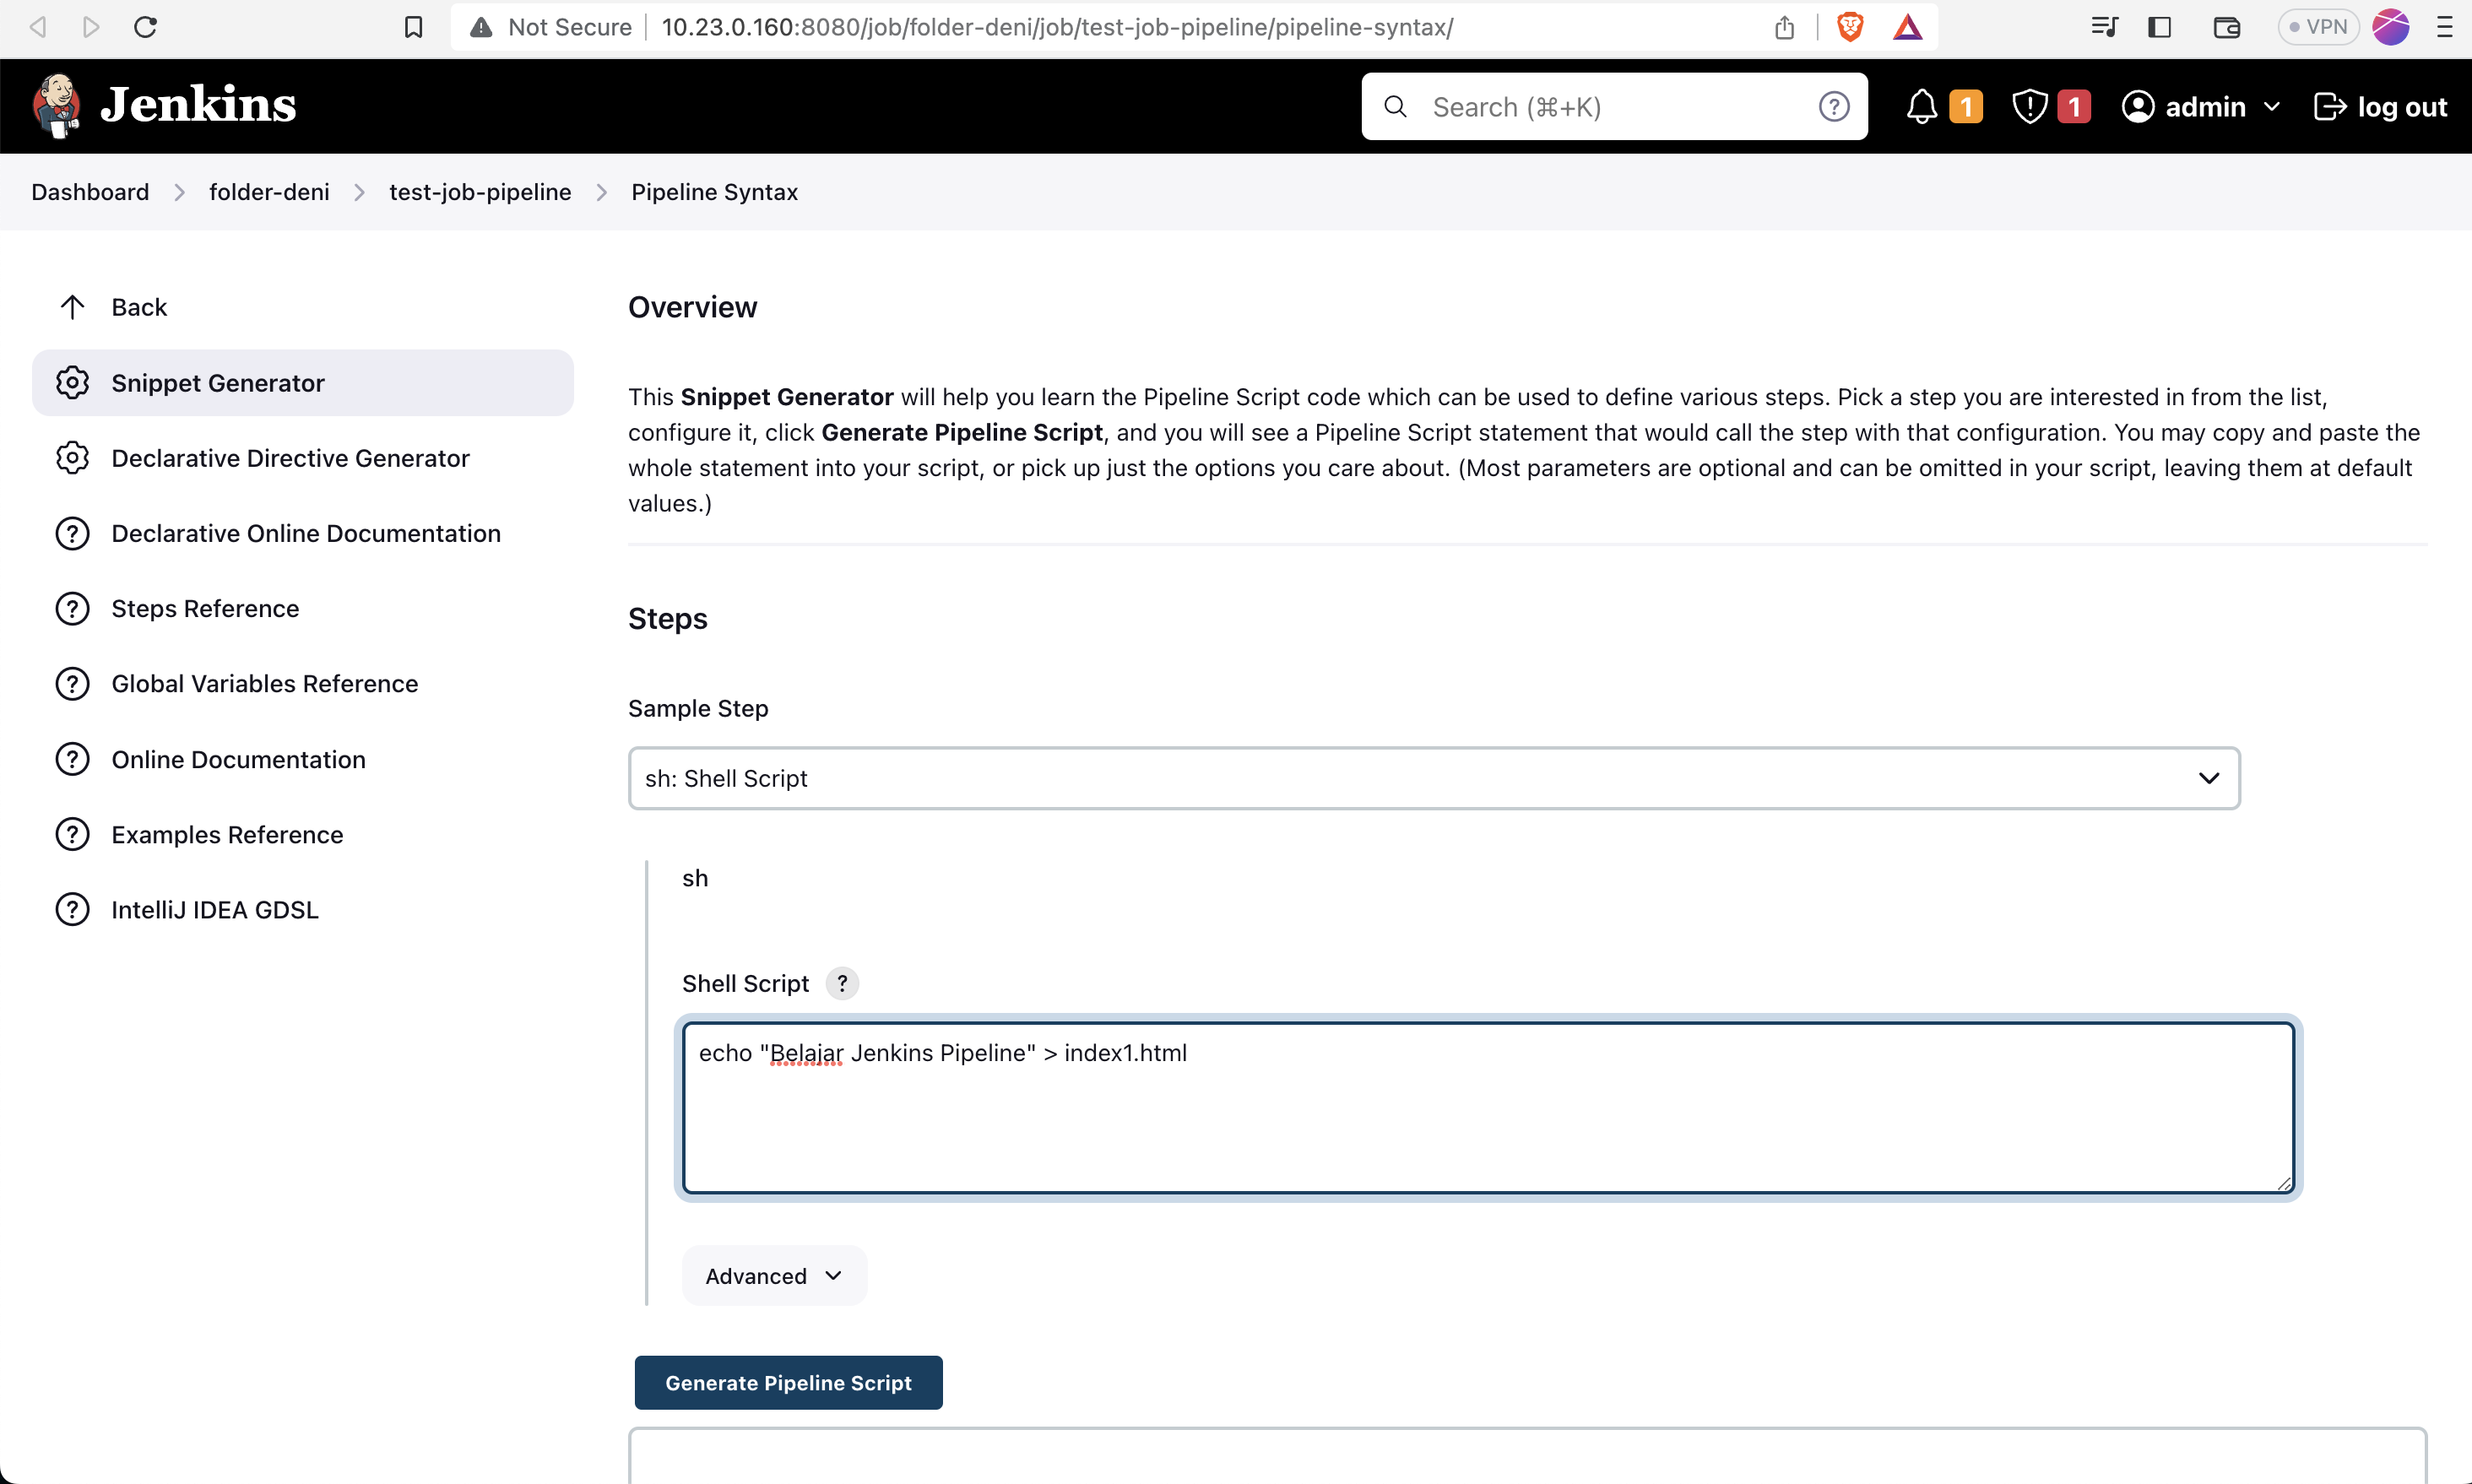 Not Secure
10.23.0.160:8080/job/folder-deni/job/test-job-pipeline/pipeline-syntax/
VPN
Jenkins
Search (⌘+K)
1
1
admin
log out
Dashboard
folder-deni
test-job-pipeline
Pipeline Syntax
Back
Snippet Generator
Declarative Directive Generator
Declarative Online Documentation
Steps Reference
Global Variables Reference
Online Documentation
Examples Reference
IntelliJ IDEA GDSL
Overview
This Snippet Generator will help you learn the Pipeline Script code which can be used to define various steps. Pick a step you are interested in from the list,
configure it, click Generate Pipeline Script, and you will see a Pipeline Script statement that would call the step with that configuration. You may copy and paste the
whole statement into your script, or pick up just the options you care about. (Most parameters are optional and can be omitted in your script, leaving them at default
values.)
Steps
Sample Step
sh: Shell Script
sh
Shell Script ?
echo "Belajar Jenkins Pipeline" > index1.html
Advanced
Generate Pipeline Script